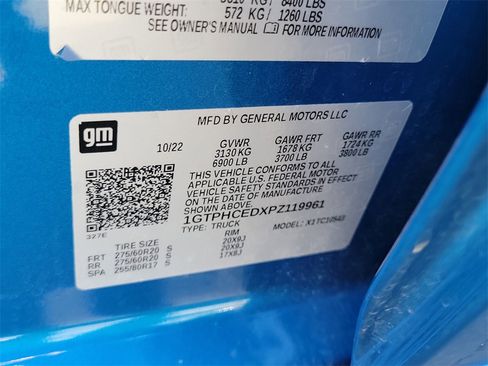 MAX TONGUE WEIGHT: 572 KG / 1260 LBS
SEE OWNER'S MANUAL FOR MORE INFORMATION
MFD BY GENERAL MOTORS LLC
gm
10/22 GVWR GAWR FRT GAWR RR
3130 KG 1678 KG 1724 KG
6900 LB 3700 LB 3800 LB
THIS VEHICLE CONFORMS TO ALL
APPLICABLE U.S. FEDERAL MOTOR
VEHICLE SAFETY STANDARDS IN EFFECT
ON THE DATE OF MANUFACTURE SHOWN ABOVE.
1GTPHCEDXPZ119961
327E
TYPE: TRUCK MODEL: X1TC10543
TIRE SIZE RIM
FRT 275/60R20 S 20X9J
RR 275/60R20 S 20X9J
SPA 255/80R17 S 17X8J